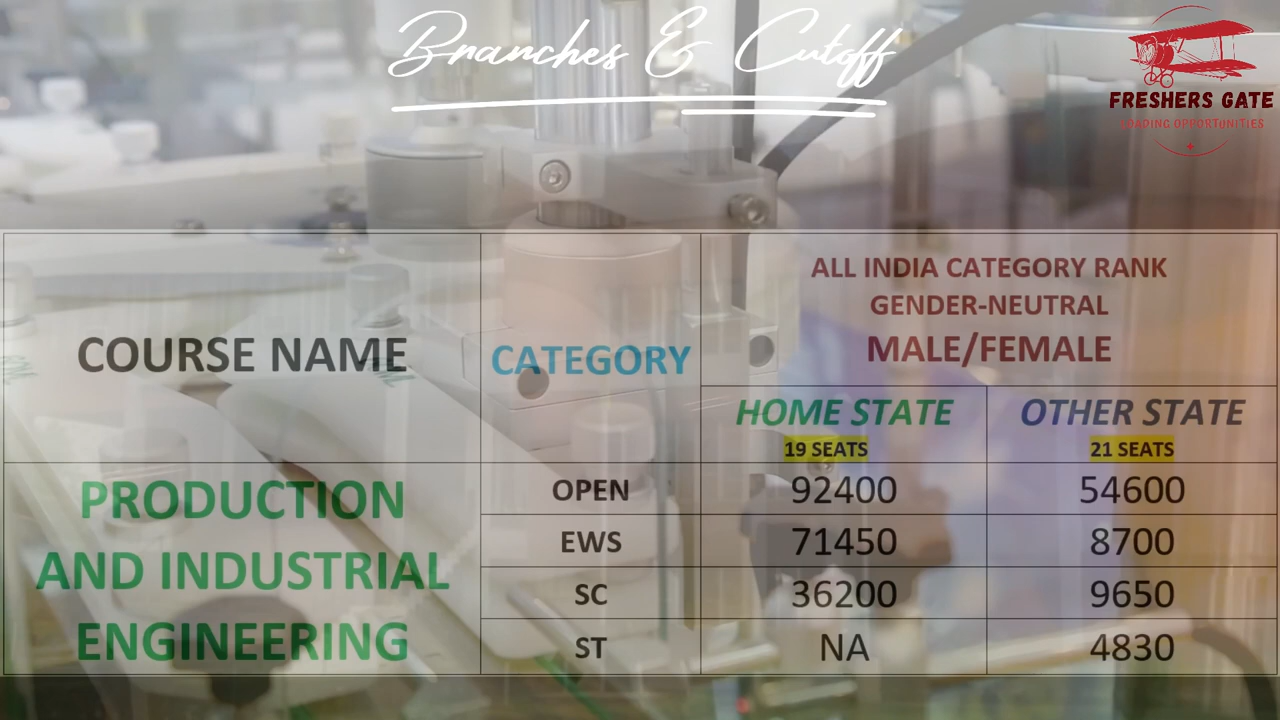 Branches & Cutoff
FRESHERS GATE
LOADING OPPORTUNITIES
COURSE NAME
CATEGORY
ALL INDIA CATEGORY RANK
GENDER-NEUTRAL
MALE/FEMALE
HOME STATE
19 SEATS
OTHER STATE
21 SEATS
PRODUCTION
AND INDUSTRIAL
ENGINEERING
OPEN 92400 54600
EWS 71450 8700
SC 36200 9650
ST NA 4830